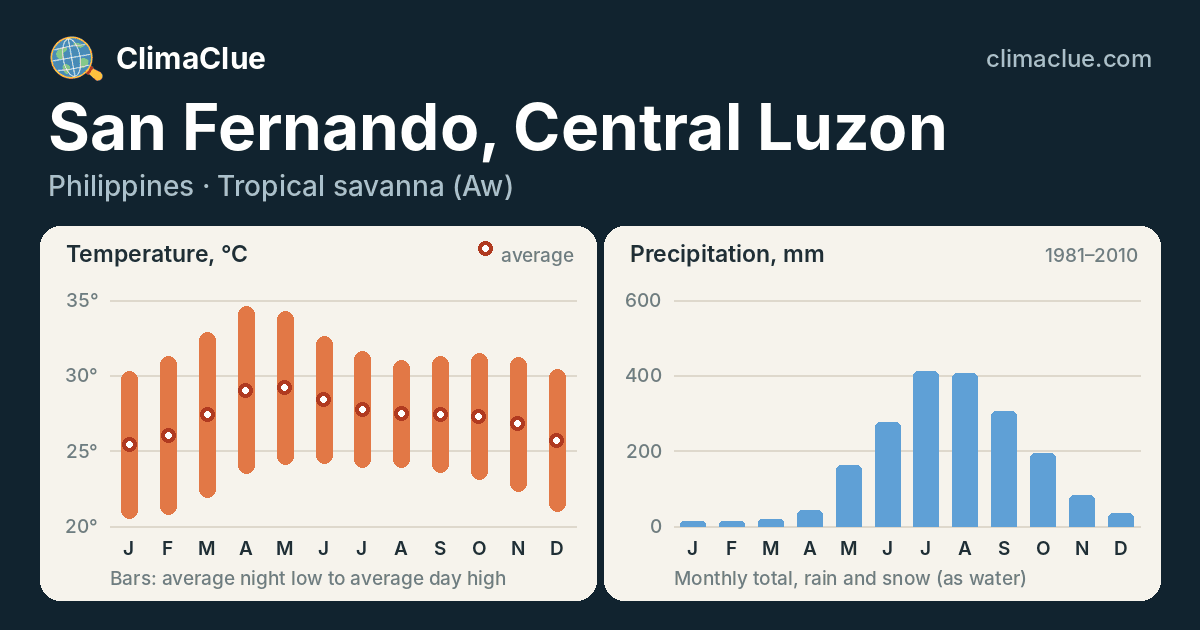 ClimaClue
climaclue.com
San Fernando, Central Luzon
Philippines · Tropical savanna (Aw)
Temperature, °C
average
35°
30°
25°
20°
J F M A M J J A S O N D
Bars: average night low to average day high
Precipitation, mm
1981–2010
600
400
200
0
J F M A M J J A S O N D
Monthly total, rain and snow (as water)